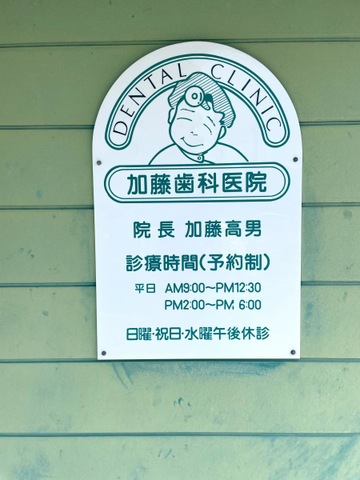 DENTAL CLINIC
加藤歯科医院
院長 加藤高男
診療時間(予約制)
平日 AM9:00〜PM12:30
PM2:00〜PM 6:00
日曜・祝日・水曜午後休診